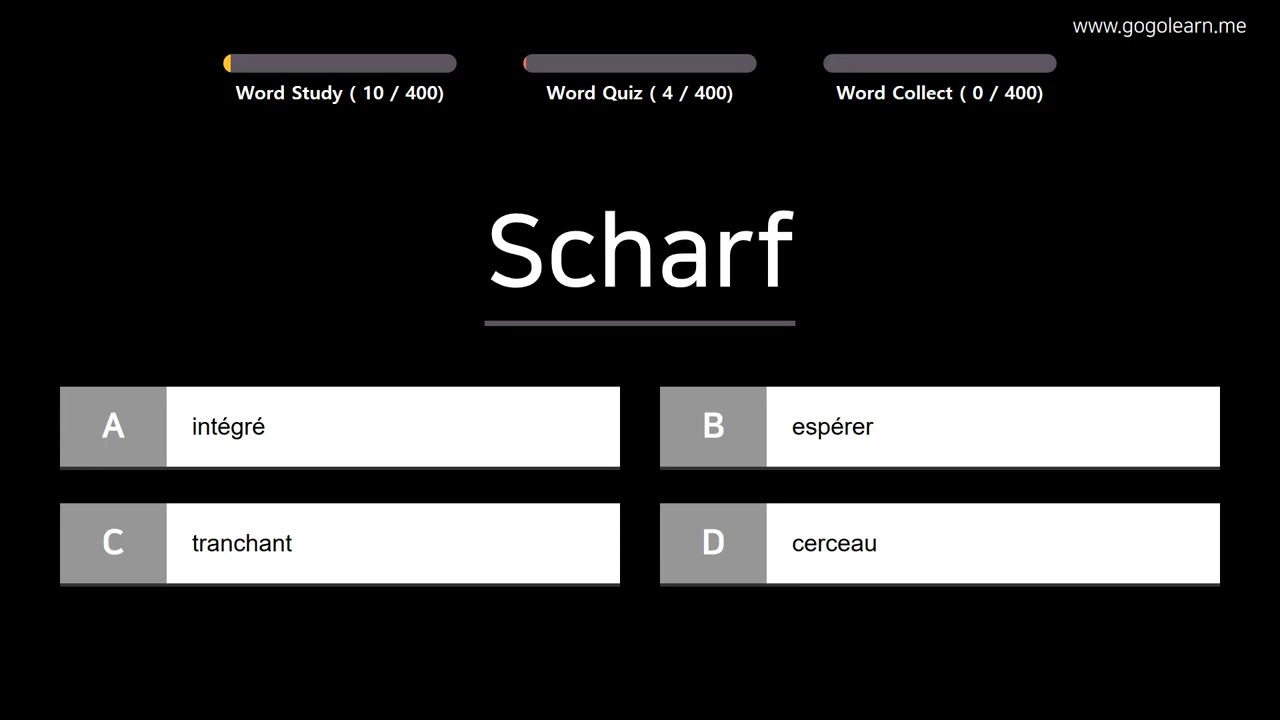 www.gogolearn.me
Word Study ( 10 / 400)
Word Quiz ( 4 / 400)
Word Collect ( 0 / 400)
Scharf
A intégré
B espérer
C tranchant
D cerceau